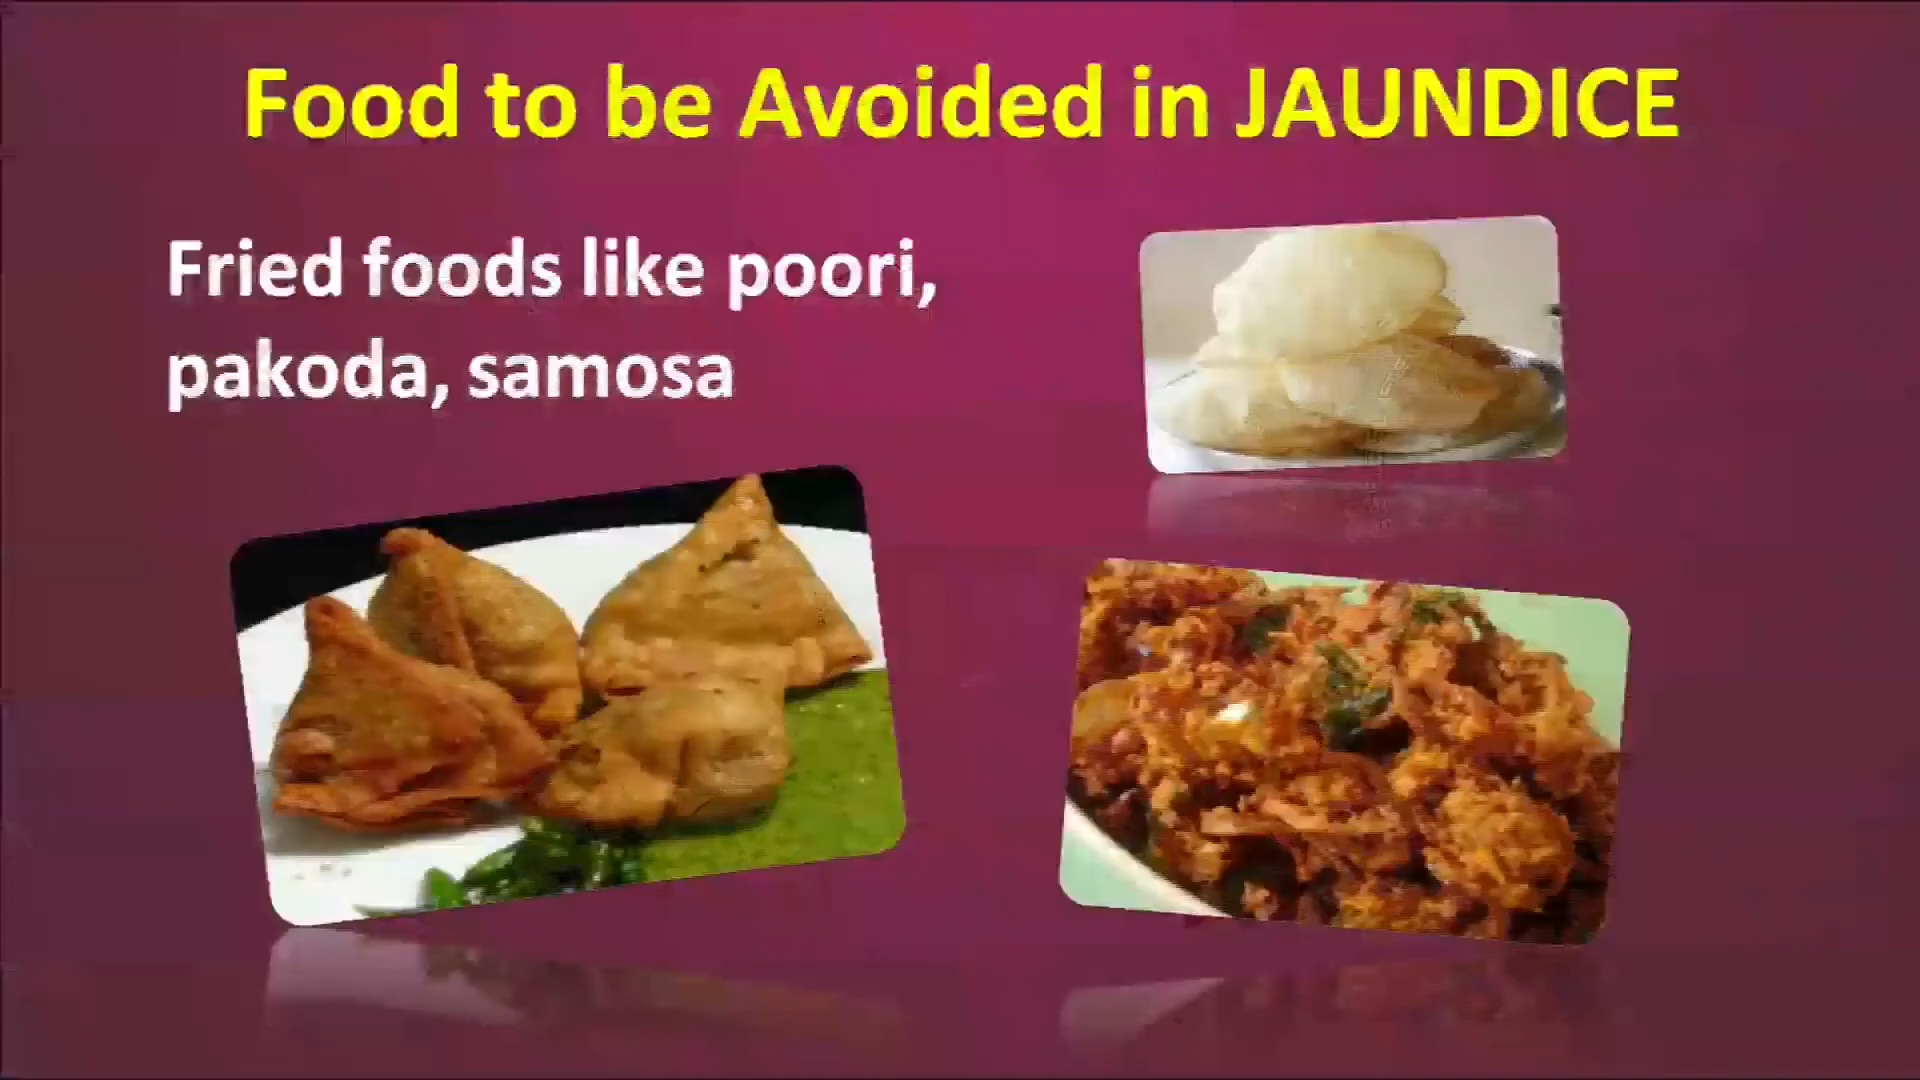 Food to be Avoided in JAUNDICE
Fried foods like poori,
pakoda, samosa